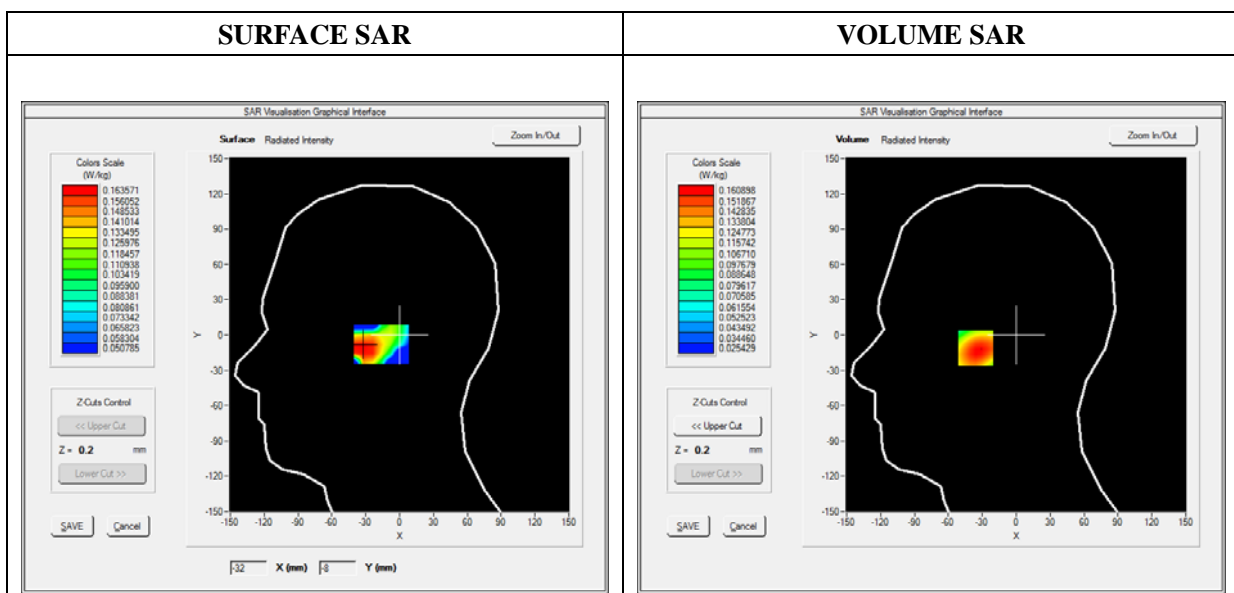 SURFACE SAR
VOLUME SAR
SAR Visualisation Graphical Interface
Surface Radiated Intensity
Zoom In/Out
Colors Scale
(W/kg)
0.163571
0.156052
0.148533
0.141014
0.133495
0.125976
0.118457
0.110938
0.103419
0.095900
0.088381
0.080861
0.073342
0.065823
0.058304
0.050785
Z-Cuts Control
<< Upper Cut
Z = 0.2 mm
Lower Cut >>
SAVE Cancel
150
120
90
60
30
0
-30
-60
-90
-120
-150
Y
-150 -120 -90 -60 -30 0 30 60 90 120 150
X
-32 X (mm) -8 Y (mm)
SAR Visualisation Graphical Interface
Volume Radiated Intensity
Zoom In/Out
Colors Scale
(W/kg)
0.160898
0.151867
0.142835
0.133804
0.124773
0.115742
0.106710
0.097679
0.088648
0.079617
0.070585
0.061554
0.052523
0.043492
0.034460
0.025429
Z-Cuts Control
<< Upper Cut
Z = 0.2 mm
Lower Cut >>
SAVE Cancel
150
120
90
60
30
0
-30
-60
-90
-120
-150
Y
-150 -120 -90 -60 -30 0 30 60 90 120 150
X